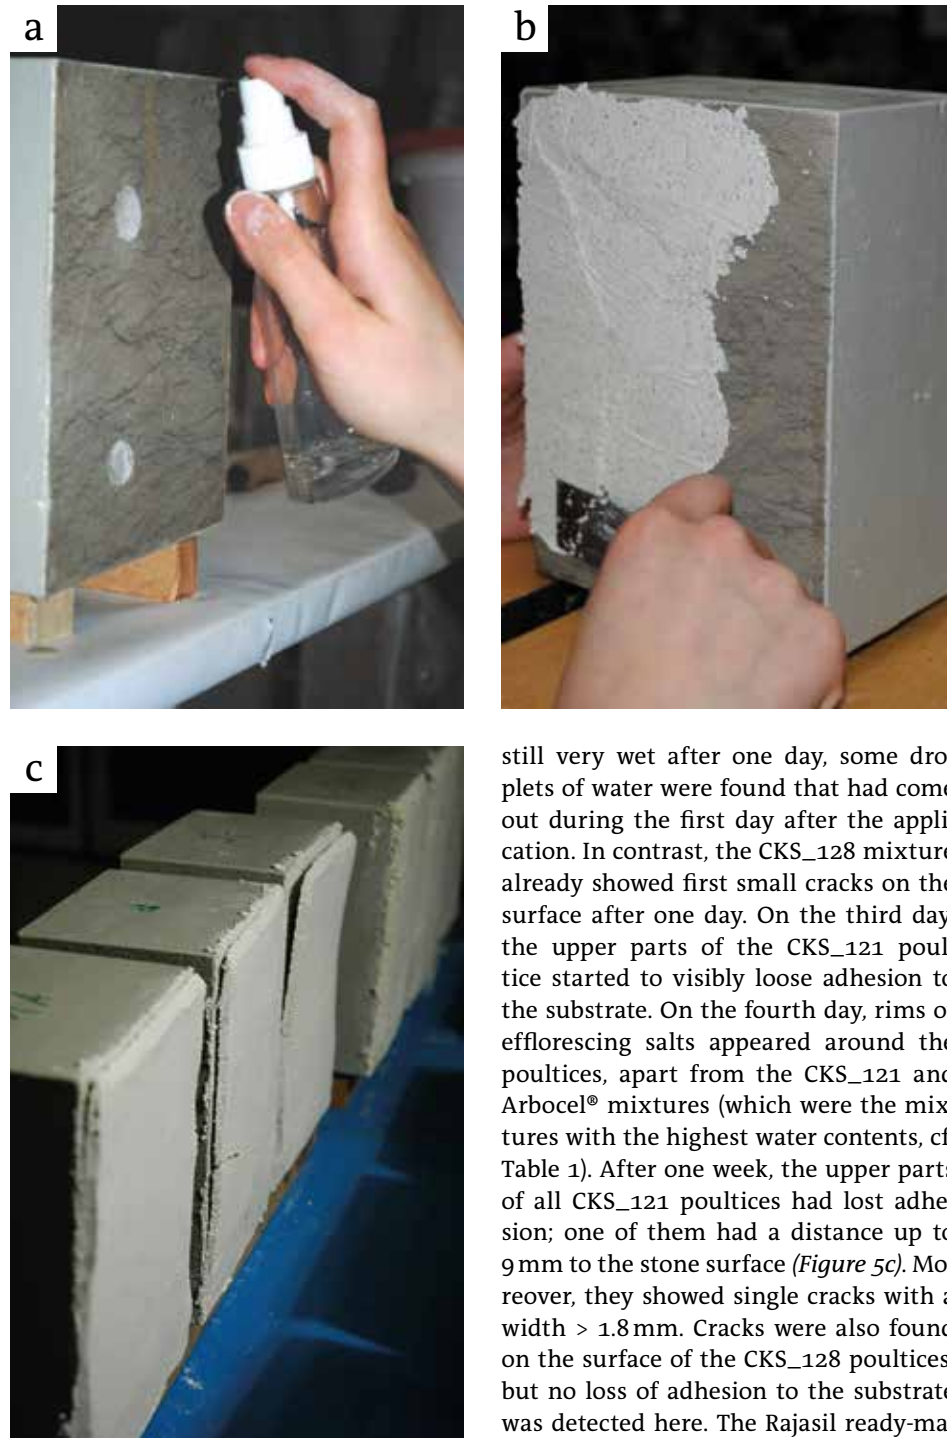 a
b
c
still very wet after one day, some dro
plets of water were found that had come
out during the first day after the appli
cation. In contrast, the CKS_128 mixture
already showed first small cracks on the
surface after one day. On the third day
the upper parts of the CKS_121 poul
tice started to visibly loose adhesion to
the substrate. On the fourth day, rims o
efflorescing salts appeared around the
poultices, apart from the CKS_121 and
Arbocel® mixtures (which were the mix
tures with the highest water contents, cf
Table 1). After one week, the upper parts
of all CKS_121 poultices had lost adhe
sion; one of them had a distance up to
9 mm to the stone surface (Figure 5c). Mo
reover, they showed single cracks with a
width > 1.8 mm. Cracks were also found
on the surface of the CKS_128 poultices
but no loss of adhesion to the substrate
was detected here. The Rajasil ready-ma